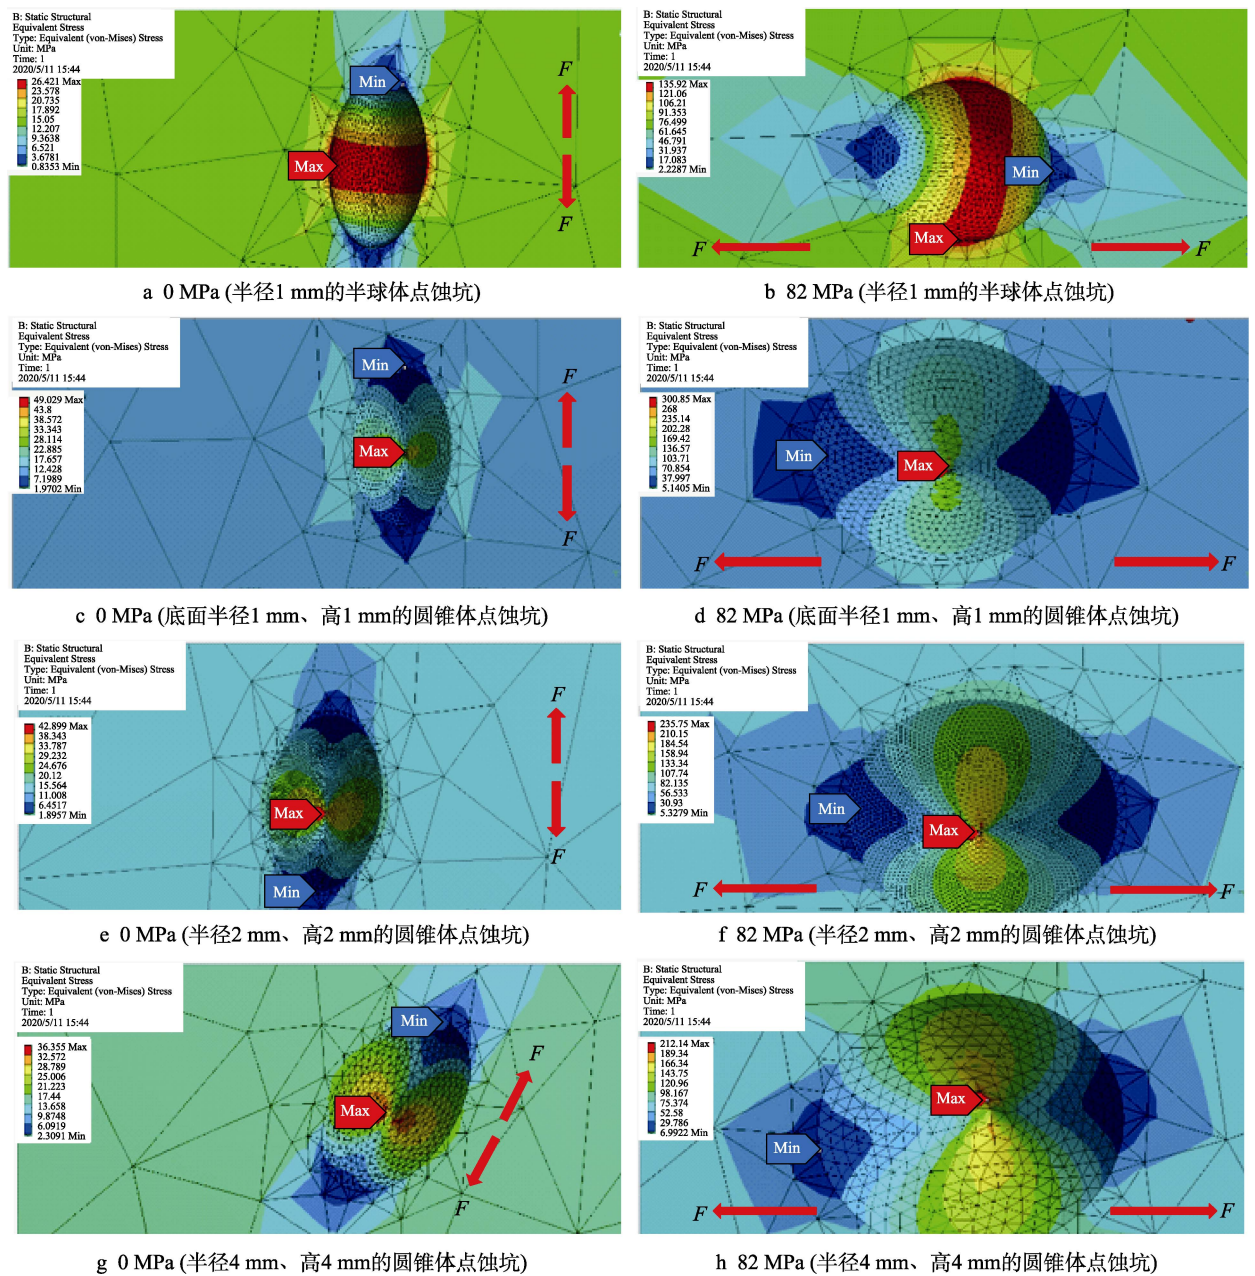 B: Static Structural
Equivalent Stress
Type: Equivalent (von-Mises) Stress
Unit: MPa
Time: 1
2020/5/11 15:44
26.421 Max
23.578
20.735
17.892
15.05
12.207
9.3638
6.521
3.6781
0.8353 Min
Min
Max
F
F
a 0 MPa (半径1 mm的半球体点蚀坑)
B: Static Structural
Equivalent Stress
Type: Equivalent (von-Mises) Stress
Unit: MPa
Time: 1
2020/5/11 15:44
135.92 Max
121.06
106.21
91.353
76.499
61.645
46.791
31.937
17.083
2.2287 Min
Min
Max
F
F
b 82 MPa (半径1 mm的半球体点蚀坑)
B: Static Structural
Equivalent Stress
Type: Equivalent (von-Mises) Stress
Unit: MPa
Time: 1
2020/5/11 15:44
49.029 Max
43.8
38.572
33.343
28.114
22.885
17.657
12.428
7.1989
1.9702 Min
Min
Max
F
F
c 0 MPa (底面半径1 mm、高1 mm的圆锥体点蚀坑)
B: Static Structural
Equivalent Stress
Type: Equivalent (von-Mises) Stress
Unit: MPa
Time: 1
2020/5/11 15:44
300.85 Max
268
235.14
202.28
169.42
136.57
103.71
70.854
37.997
5.1405 Min
Min
Max
F
F
d 82 MPa (底面半径1 mm、高1 mm的圆锥体点蚀坑)
B: Static Structural
Equivalent Stress
Type: Equivalent (von-Mises) Stress
Unit: MPa
Time: 1
2020/5/11 15:44
42.899 Max
38.343
33.787
29.232
24.676
20.12
15.564
11.008
6.4517
1.8957 Min
Max
Min
F
F
e 0 MPa (半径2 mm、高2 mm的圆锥体点蚀坑)
B: Static Structural
Equivalent Stress
Type: Equivalent (von-Mises) Stress
Unit: MPa
Time: 1
2020/5/11 15:44
235.75 Max
210.15
184.54
158.94
133.34
107.74
82.135
56.533
30.93
5.3279 Min
Min
Max
F
F
f 82 MPa (半径2 mm、高2 mm的圆锥体点蚀坑)
B: Static Structural
Equivalent Stress
Type: Equivalent (von-Mises) Stress
Unit: MPa
Time: 1
2020/5/11 15:44
36.355 Max
32.572
28.789
25.006
21.223
17.44
13.658
9.8748
6.0919
2.3091 Min
Min
Max
F
F
g 0 MPa (半径4 mm、高4 mm的圆锥体点蚀坑)
B: Static Structural
Equivalent Stress
Type: Equivalent (von-Mises) Stress
Unit: MPa
Time: 1
2020/5/11 15:44
212.14 Max
189.34
166.34
143.75
120.96
98.167
75.374
52.58
29.786
6.9922 Min
Max
Min
F
F
h 82 MPa (半径4 mm、高4 mm的圆锥体点蚀坑)